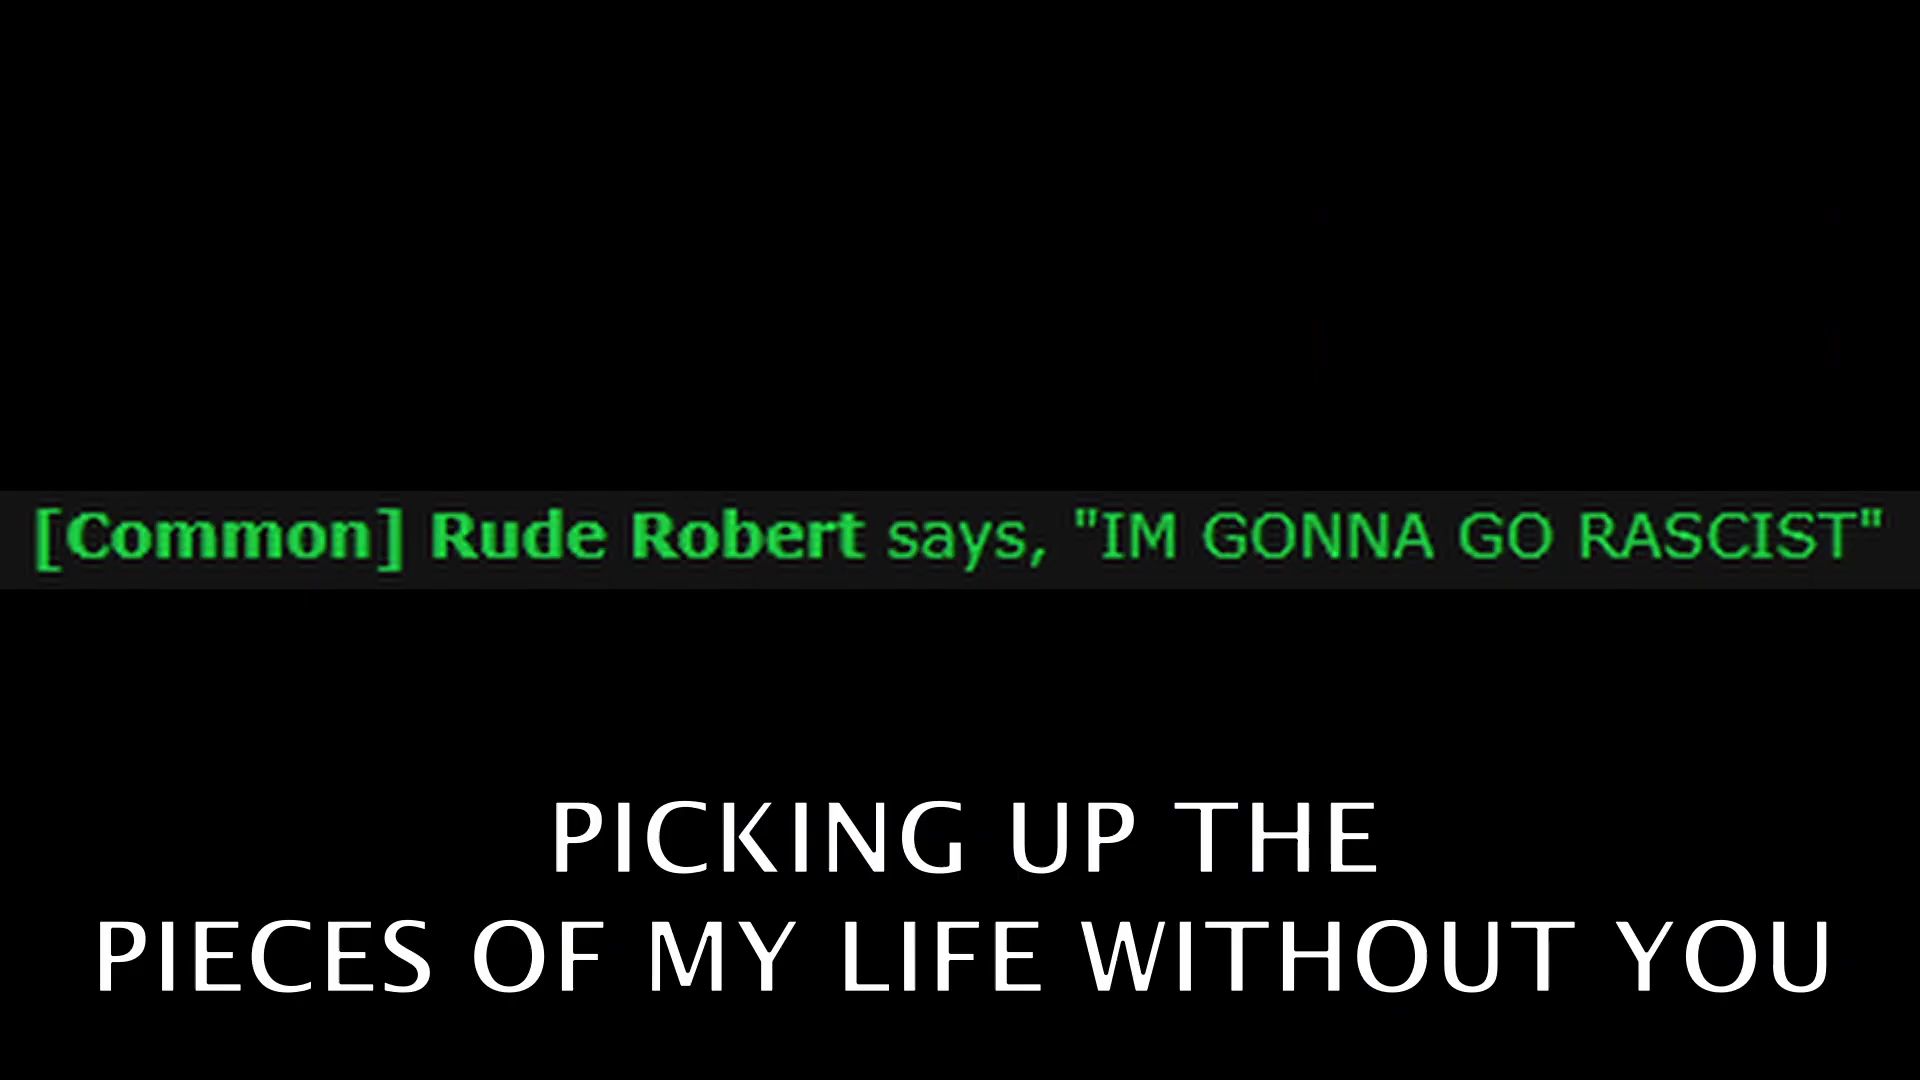 [Common] Rude Robert says, "IM GONNA GO RASCIST"
PICKING UP THE
PIECES OF MY LIFE WITHOUT YOU